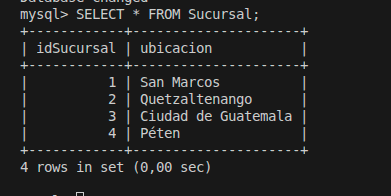 Database changed
mysql> SELECT * FROM Sucursal;
+------------+---------------------+
| idSucursal | ubicacion           |
+------------+---------------------+
|          1 | San Marcos          |
|          2 | Quetzaltenango      |
|          3 | Ciudad de Guatemala |
|          4 | Péten               |
+------------+---------------------+
4 rows in set (0,00 sec)